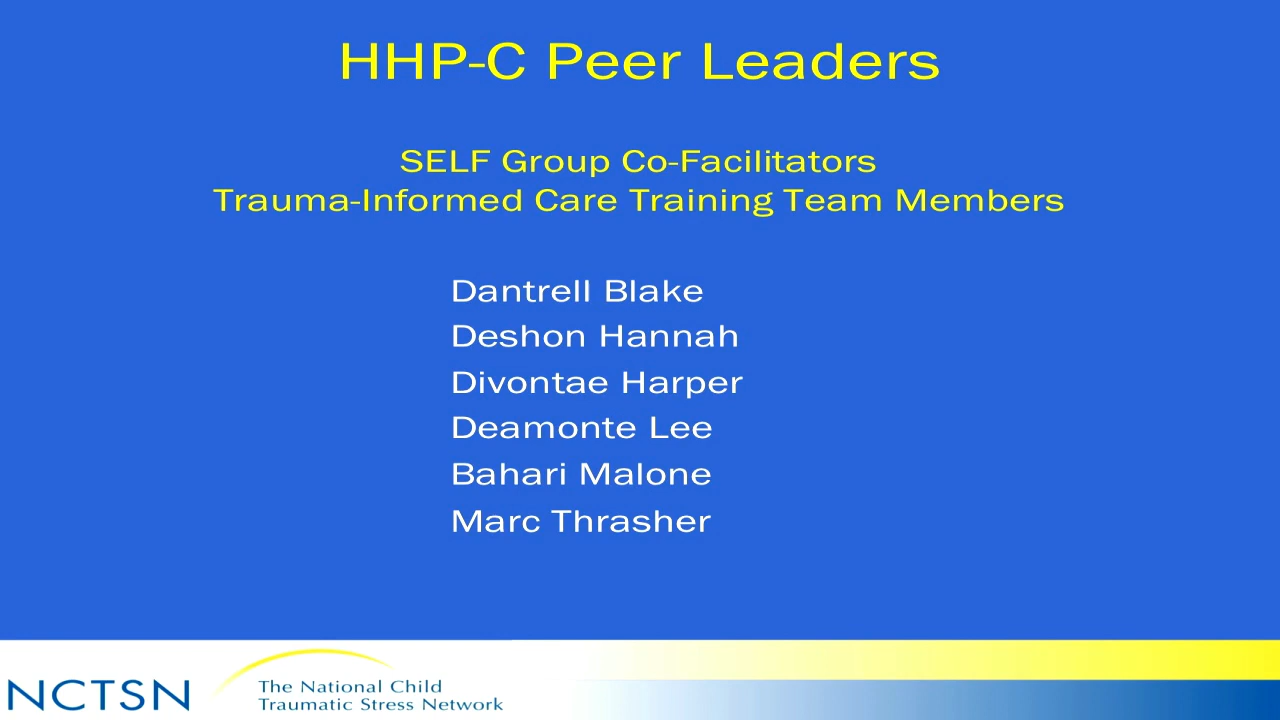 HHP-C Peer Leaders
SELF Group Co-Facilitators
Trauma-Informed Care Training Team Members
Dantrell Blake
Deshon Hannah
Divontae Harper
Deamonte Lee
Bahari Malone
Marc Thrasher
NCTSN
The National Child
Traumatic Stress Network